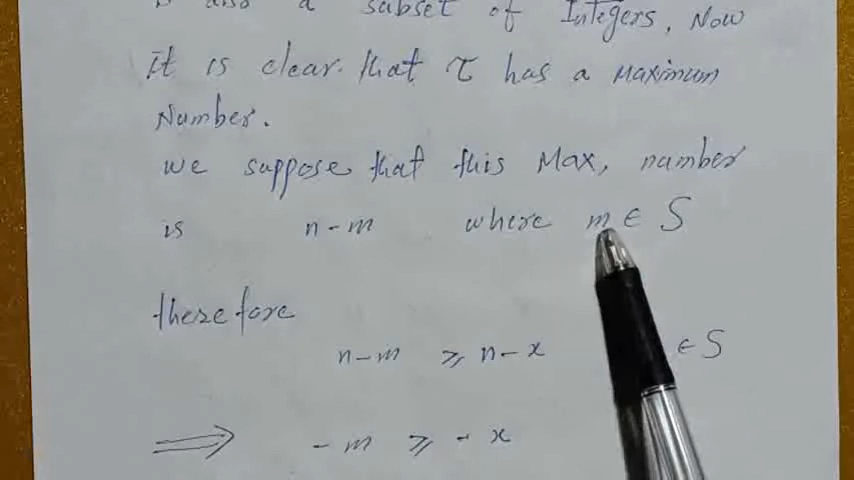 is also a subset of Integers, Now
it is clear that τ has a Maximum
Number.
we suppose that this Max, number
is n-m where m ∈ S
therefore
n-m ⩾ n-x ∈ S
⟹ -m ⩾ -x